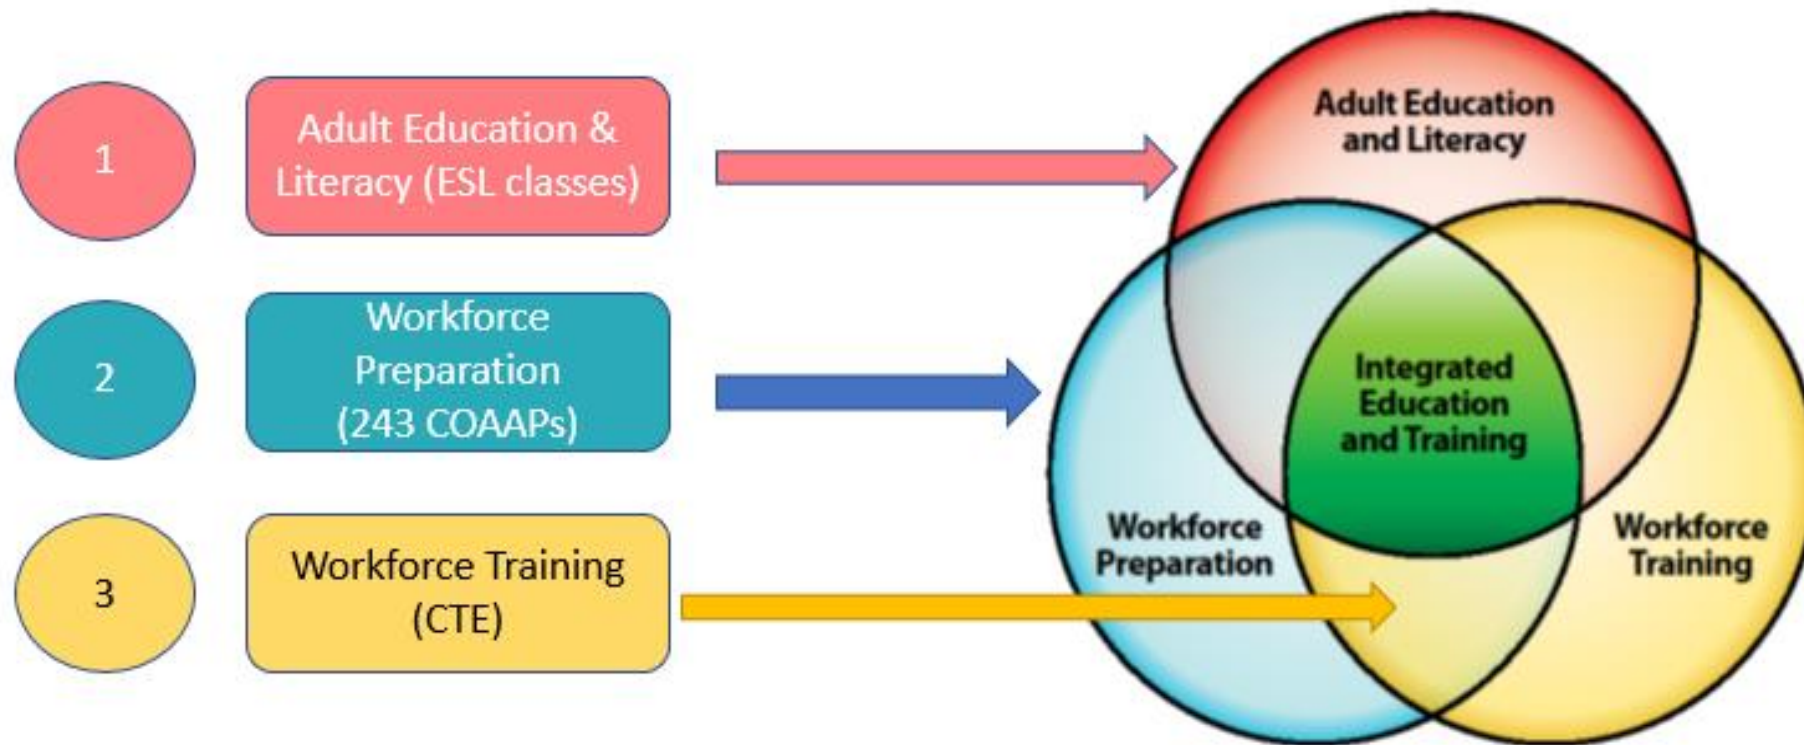 1
Adult Education &
Literacy (ESL classes)
2
Workforce
Preparation
(243 COAAPs)
3
Workforce Training
(CTE)
Adult Education
and Literacy
Integrated
Education
and Training
Workforce
Preparation
Workforce
Training